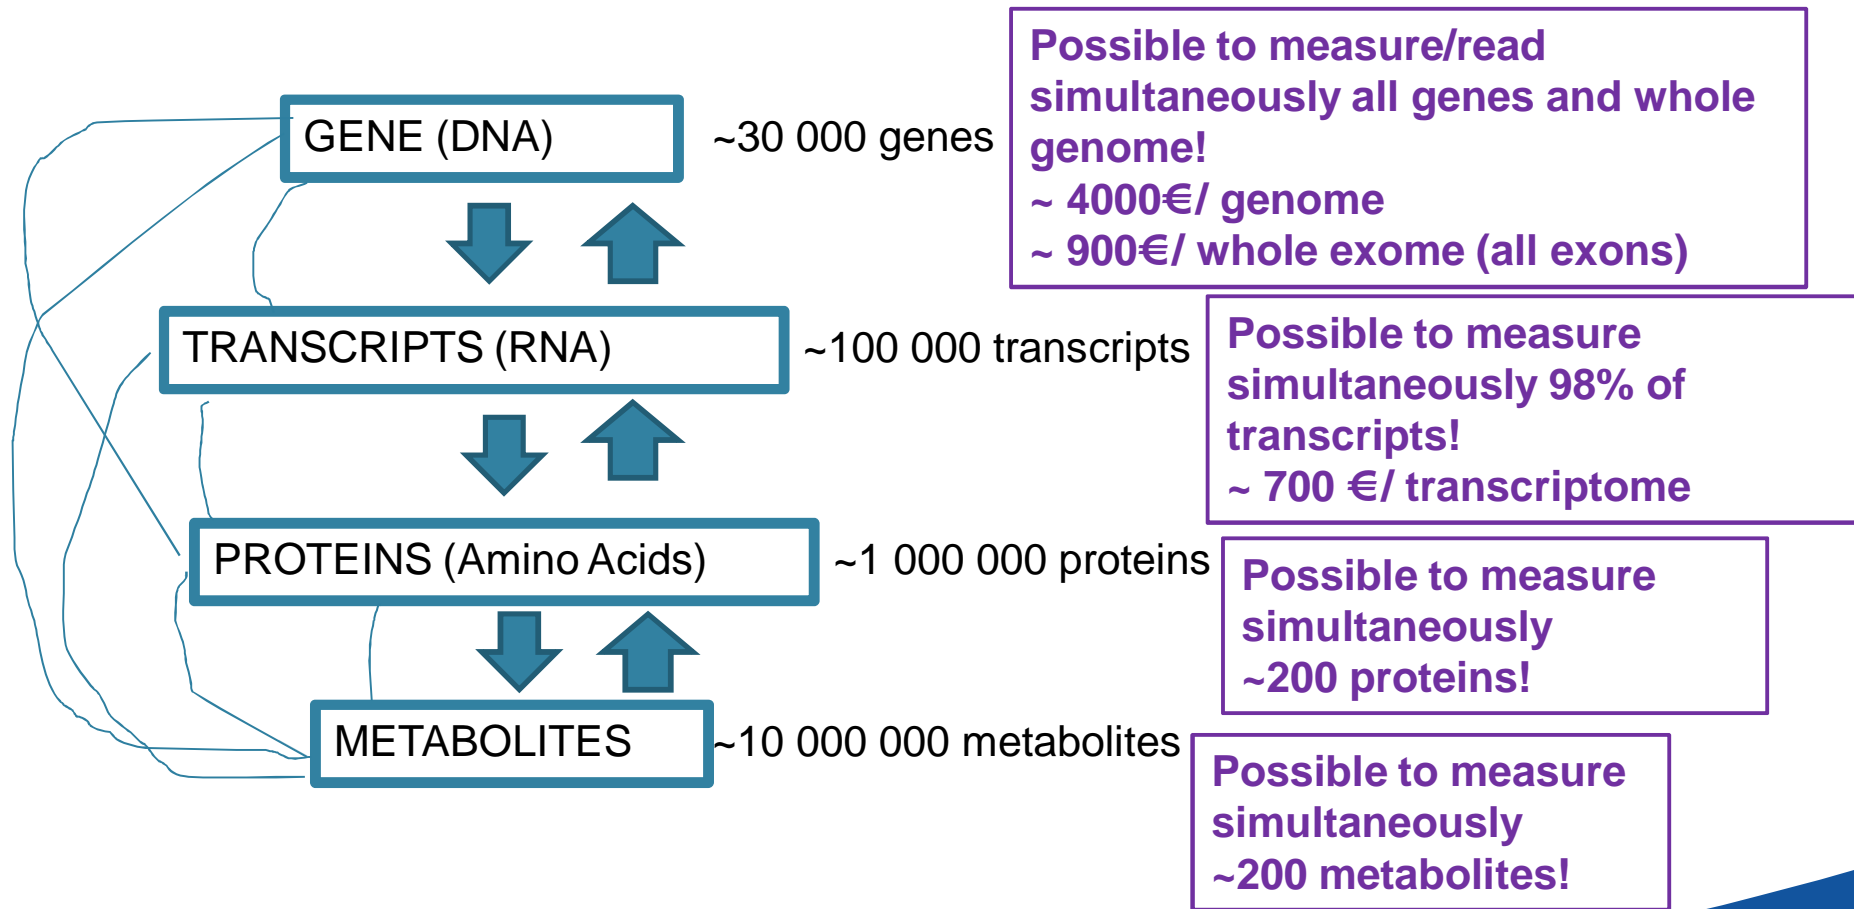 GENE (DNA)
~30 000 genes
Possible to measure/read
simultaneously all genes and whole
genome!
~ 4000€/ genome
~ 900€/ whole exome (all exons)
TRANSCRIPTS (RNA)
~100 000 transcripts
Possible to measure
simultaneously 98% of
transcripts!
~ 700 €/ transcriptome
PROTEINS (Amino Acids)
~1 000 000 proteins
Possible to measure
simultaneously
~200 proteins!
METABOLITES
~10 000 000 metabolites
Possible to measure
simultaneously
~200 metabolites!